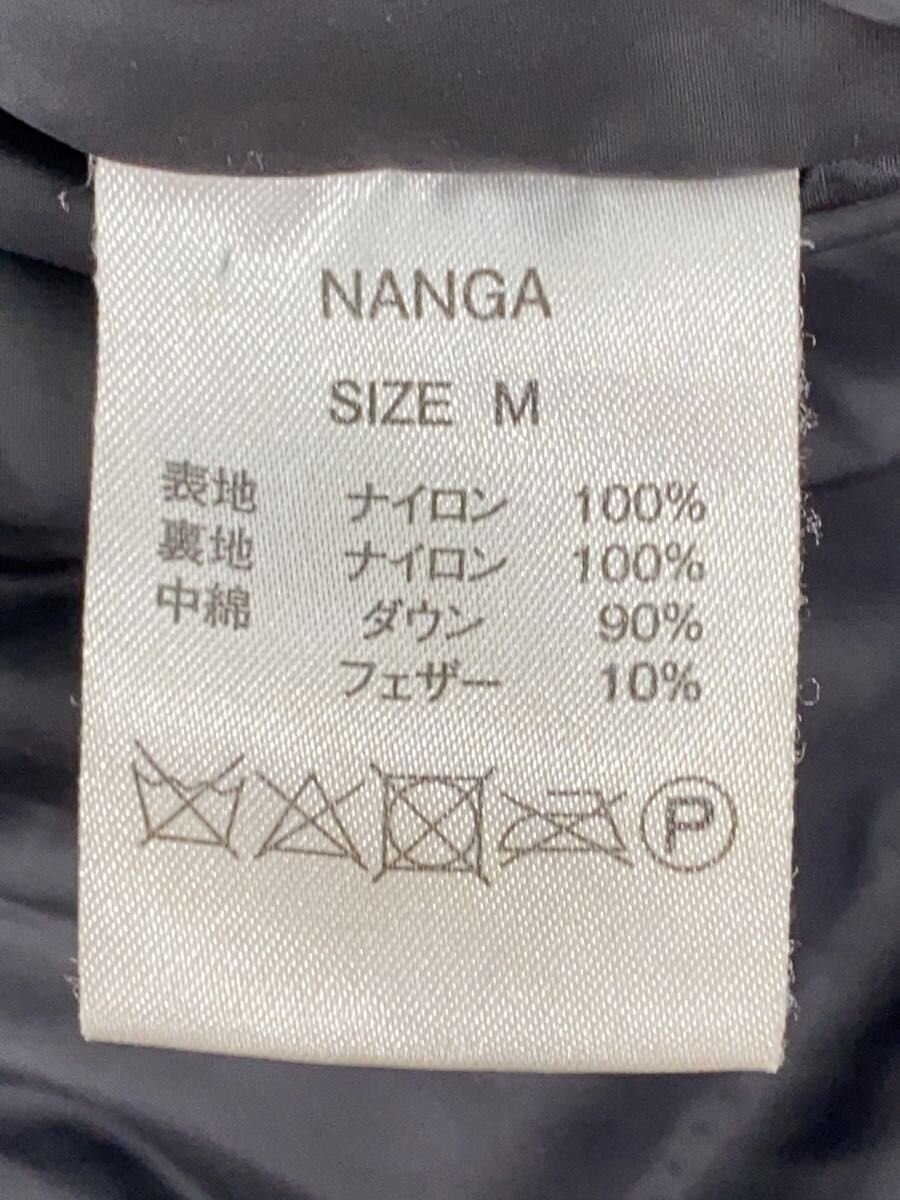 NANGA
SIZE M
表地 ナイロン 100%
裏地 ナイロン 100%
中綿 ダウン 90%
フェザー 10%
P